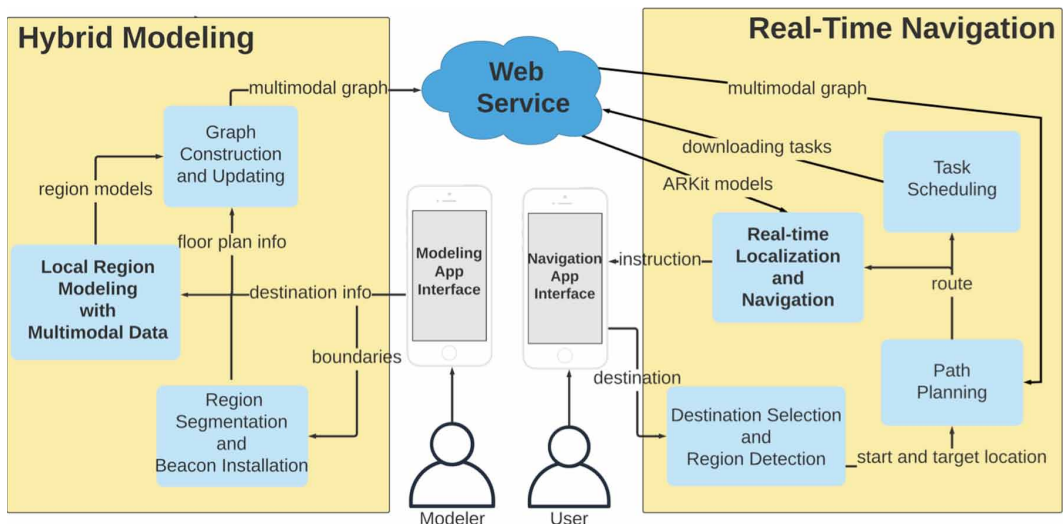 Hybrid Modeling
Real-Time Navigation
Web
Service
multimodal graph
multimodal graph
Graph
Construction
and Updating
downloading tasks
Task
Scheduling
region models
ARKit models
floor plan info
Local Region
Modeling
with
Multimodal Data
Modeling
App
Interface
Navigation
App
Interface
instruction
Real-time
Localization
and
Navigation
destination info
route
boundaries
destination
Path
Planning
Region
Segmentation
and
Beacon Installation
Destination Selection
and
Region Detection
start and target location
Modeler
User